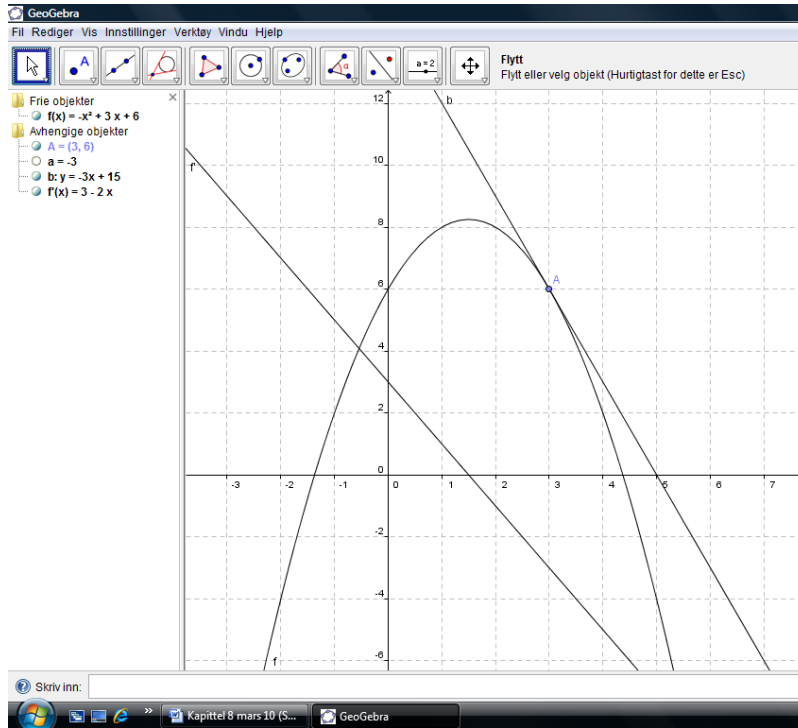 GeoGebra
Fil Rediger Vis Innstillinger Verktøy Vindu Hjelp
A
α
a = 2
Flytt
Flytt eller velg objekt (Hurtigtast for dette er Esc)
Frie objekter
f(x) = -x² + 3 x + 6
Avhengige objekter
A = (3, 6)
a = -3
b: y = -3x + 15
f'(x) = 3 - 2 x
12
b
10
f'
8
6
A
4
2
0
-3 -2 -1 0 1 2 3 4 5 6 7
-2
-4
-6
f
Skriv inn:
» Kapittel 8 mars 10 (S... GeoGebra